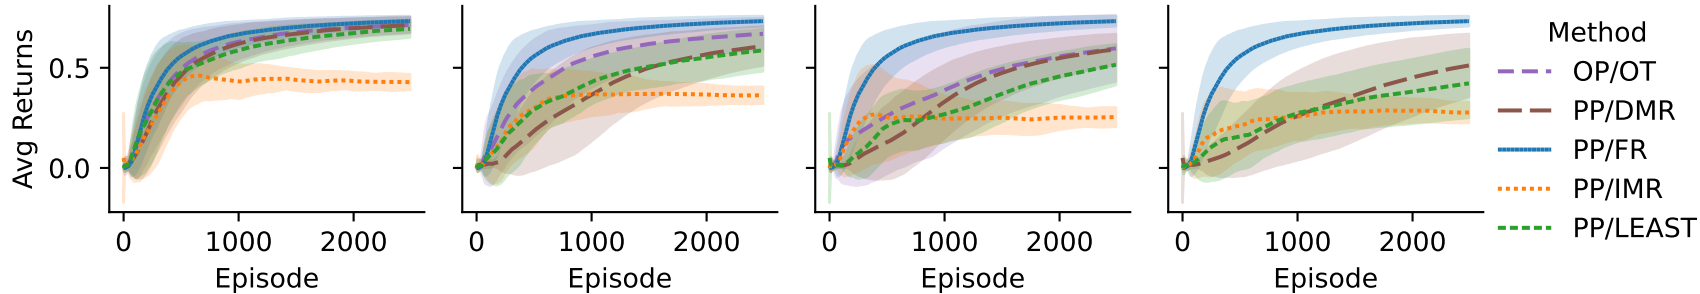 Avg Returns
0.5
0.0
0 1000 2000
Episode
0 1000 2000
Episode
0 1000 2000
Episode
0 1000 2000
Episode
Method
OP/OT
PP/DMR
PP/FR
PP/IMR
PP/LEAST